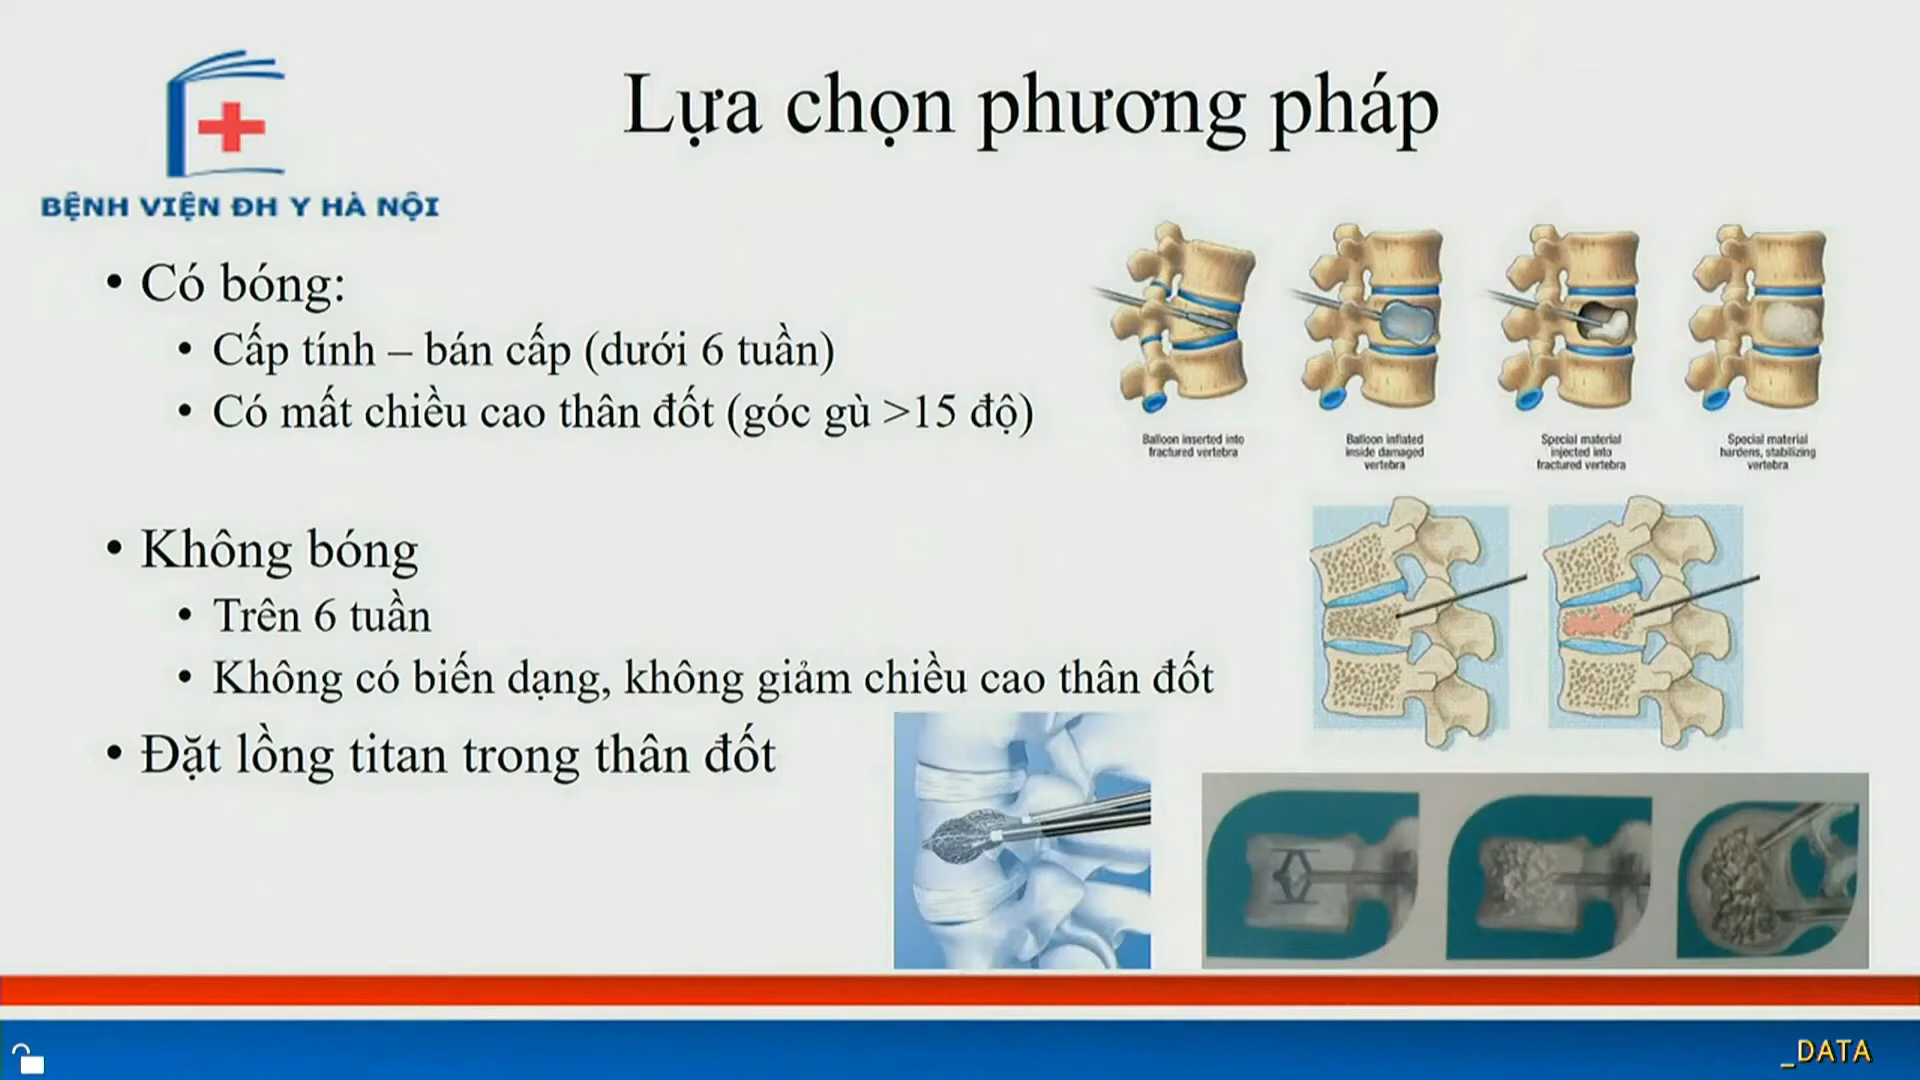 Lựa chọn phương pháp
BỆNH VIỆN ĐH Y HÀ NỘI
• Có bóng:
• Cấp tính – bán cấp (dưới 6 tuần)
• Có mất chiều cao thân đốt (góc gù >15 độ)
Balloon inserted into
fractured vertebra
Balloon inflated
inside damaged
vertebra
Special material
injected into
fractured vertebra
Special material
hardens, stabilizing
vertebra
• Không bóng
• Trên 6 tuần
• Không có biến dạng, không giảm chiều cao thân đốt
• Đặt lồng titan trong thân đốt
_DATA